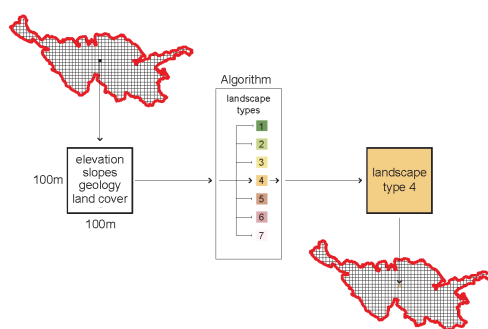 Algorithm
landscape
types
1
2
3
4
5
6
7
elevation
slopes
geology
land cover
100m
100m
landscape
type 4